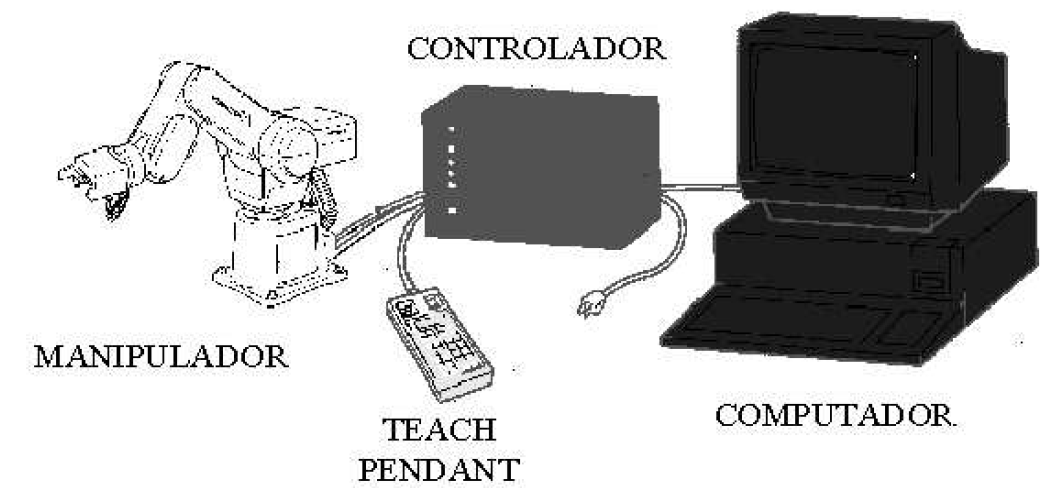 CONTROLADOR
MANIPULADOR
TEACH
PENDANT
COMPUTADOR